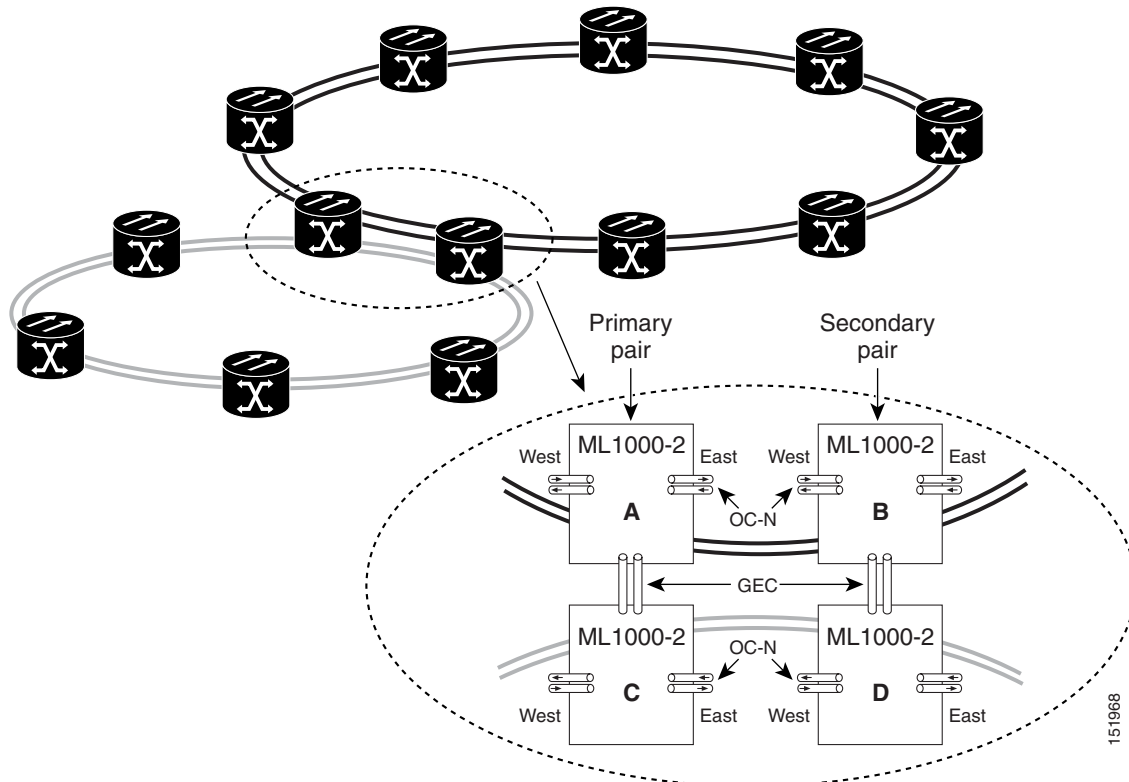 Primary
pair
Secondary
pair
ML1000-2
ML1000-2
West
East
West
East
A
OC-N
B
GEC
ML1000-2
ML1000-2
OC-N
C
D
West
East
West
East
151968